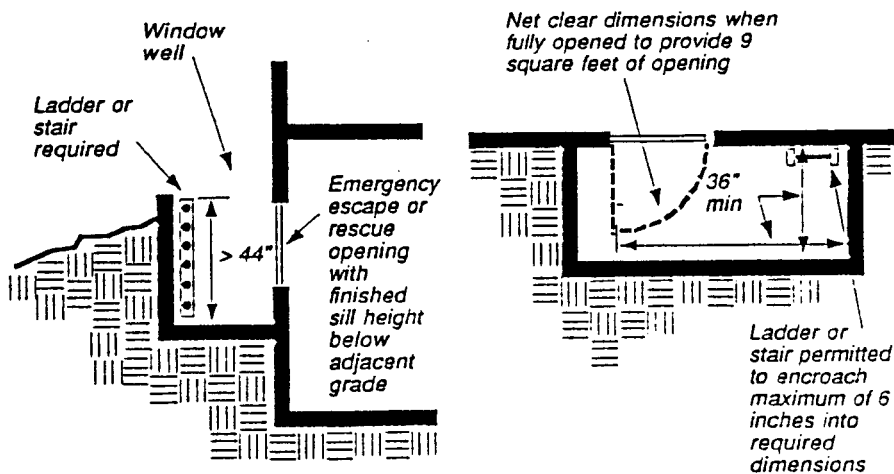 Window
well
Ladder or
stair
required
> 44"
Emergency
escape or
rescue
opening
with
finished
sill height
below
adjacent
grade
Net clear dimensions when
fully opened to provide 9
square feet of opening
36"
min
Ladder or
stair permitted
to encroach
maximum of 6
inches into
required
dimensions